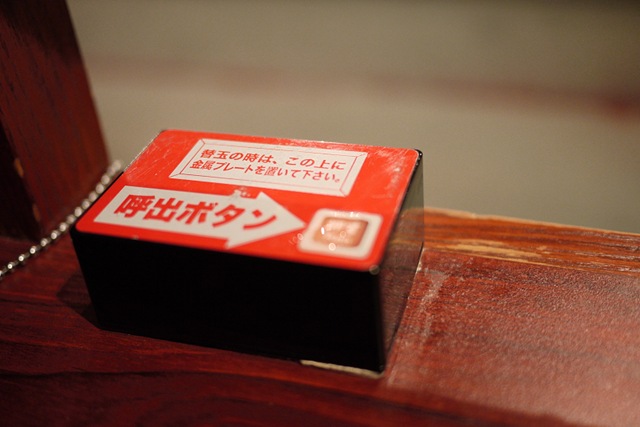 替玉の時は、この上に
金属プレートを置いて下さい。
呼出ボタン